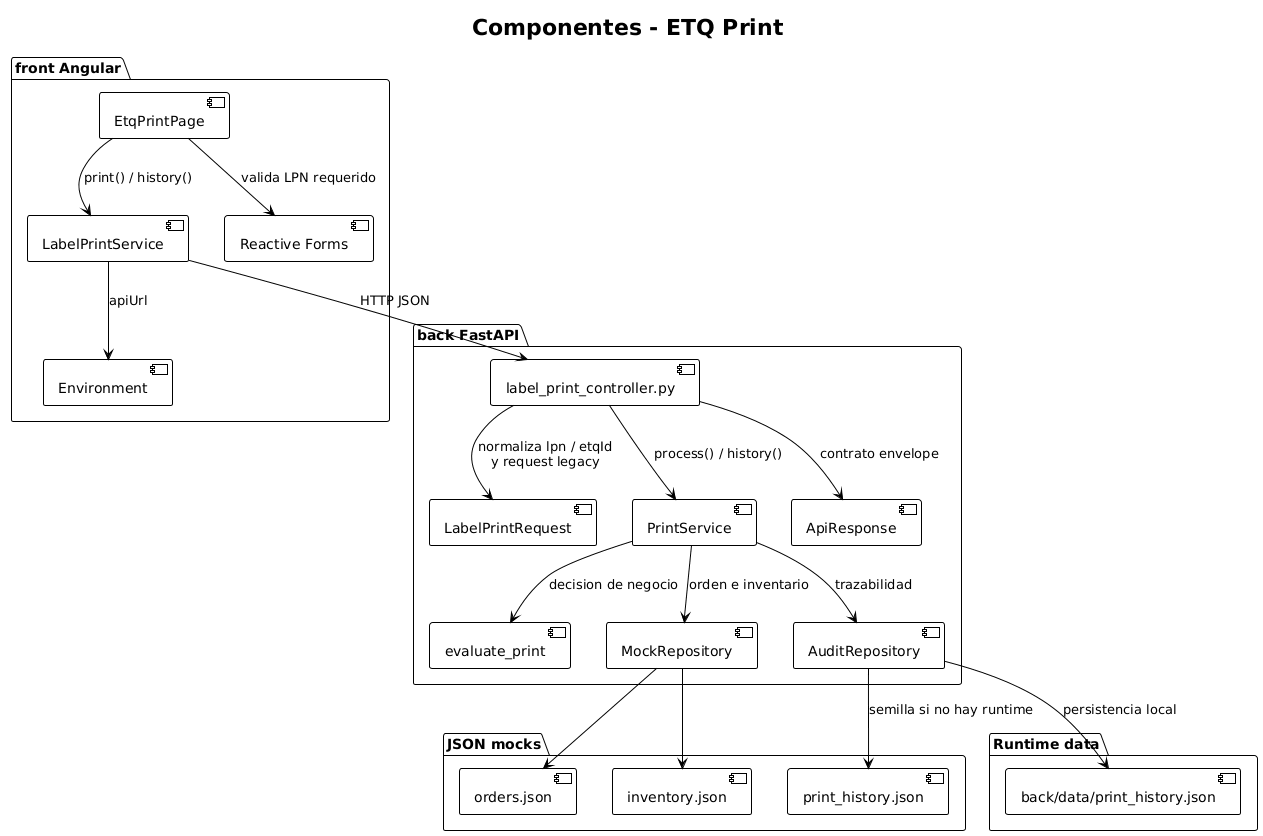 Componentes - ETQ Print
front Angular
EtqPrintPage
print() / history()
valida LPN requerido
LabelPrintService
Reactive Forms
apiUrl
HTTP JSON
Environment
back FastAPI
label_print_controller.py
normaliza lpn / etqId
y request legacy
process() / history()
contrato envelope
LabelPrintRequest
PrintService
ApiResponse
decision de negocio
orden e inventario
trazabilidad
evaluate_print
MockRepository
AuditRepository
semilla si no hay runtime
persistencia local
JSON mocks
orders.json
inventory.json
print_history.json
Runtime data
back/data/print_history.json